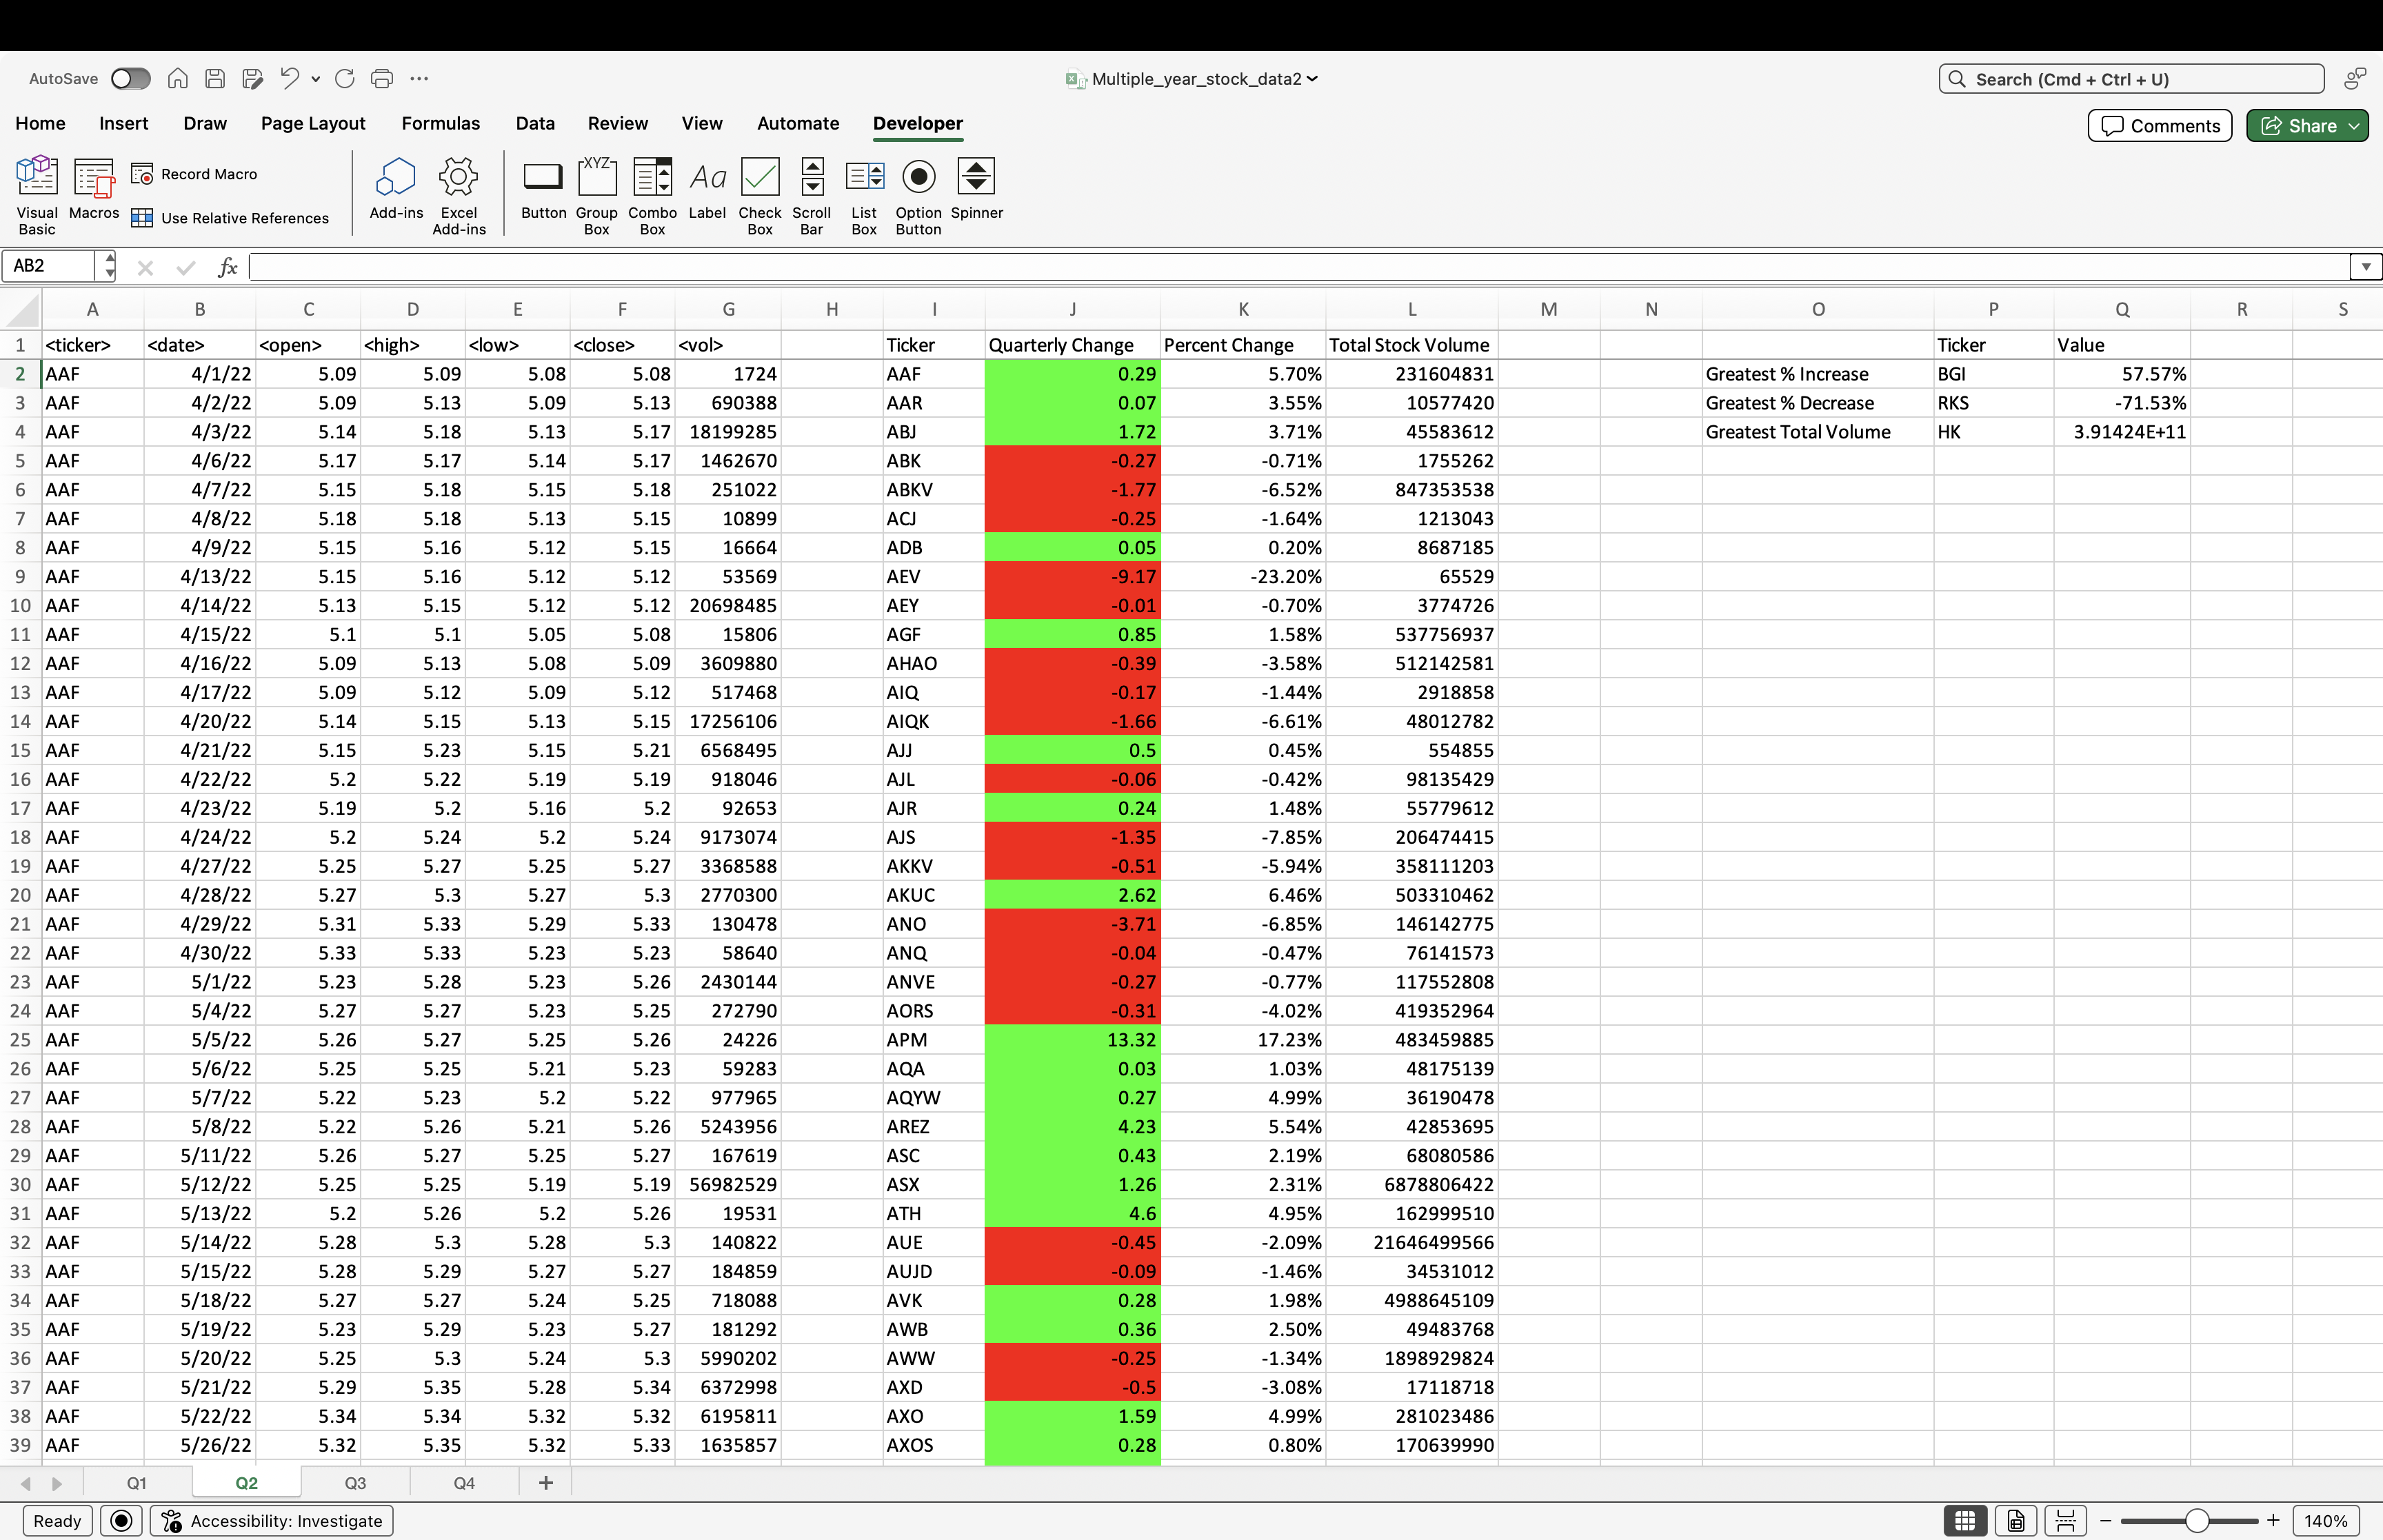 AutoSave
Multiple_year_stock_data2
Search (Cmd + Ctrl + U)
Home Insert Draw Page Layout Formulas Data Review View Automate Developer
Comments Share
Visual Basic
Macros
Record Macro
Use Relative References
Add-ins
Excel Add-ins
Button
XYZ
Group Box
Combo Box
Aa
Label
Check Box
Scroll Bar
List Box
Option Button
Spinner
AB2 fx
A B C D E F G H I J K L M N O P Q R S
1 <ticker> <date> <open> <high> <low> <close> <vol> Ticker Quarterly Change Percent Change Total Stock Volume Ticker Value
2 AAF 4/1/22 5.09 5.09 5.08 5.08 1724 AAF 0.29 5.70% 231604831 Greatest % Increase BGI 57.57%
3 AAF 4/2/22 5.09 5.13 5.09 5.13 690388 AAR 0.07 3.55% 10577420 Greatest % Decrease RKS -71.53%
4 AAF 4/3/22 5.14 5.18 5.13 5.17 18199285 ABJ 1.72 3.71% 45583612 Greatest Total Volume HK 3.91424E+11
5 AAF 4/6/22 5.17 5.17 5.14 5.17 1462670 ABK -0.27 -0.71% 1755262
6 AAF 4/7/22 5.15 5.18 5.15 5.18 251022 ABKV -1.77 -6.52% 847353538
7 AAF 4/8/22 5.18 5.18 5.13 5.15 10899 ACJ -0.25 -1.64% 1213043
8 AAF 4/9/22 5.15 5.16 5.12 5.15 16664 ADB 0.05 0.20% 8687185
9 AAF 4/13/22 5.15 5.16 5.12 5.12 53569 AEV -9.17 -23.20% 65529
10 AAF 4/14/22 5.13 5.15 5.12 5.12 20698485 AEY -0.01 -0.70% 3774726
11 AAF 4/15/22 5.1 5.1 5.05 5.08 15806 AGF 0.85 1.58% 537756937
12 AAF 4/16/22 5.09 5.13 5.08 5.09 3609880 AHAO -0.39 -3.58% 512142581
13 AAF 4/17/22 5.09 5.12 5.09 5.12 517468 AIQ -0.17 -1.44% 2918858
14 AAF 4/20/22 5.14 5.15 5.13 5.15 17256106 AIQK -1.66 -6.61% 48012782
15 AAF 4/21/22 5.15 5.23 5.15 5.21 6568495 AJJ 0.5 0.45% 554855
16 AAF 4/22/22 5.2 5.22 5.19 5.19 918046 AJL -0.06 -0.42% 98135429
17 AAF 4/23/22 5.19 5.2 5.16 5.2 92653 AJR 0.24 1.48% 55779612
18 AAF 4/24/22 5.2 5.24 5.2 5.24 9173074 AJS -1.35 -7.85% 206474415
19 AAF 4/27/22 5.25 5.27 5.25 5.27 3368588 AKKV -0.51 -5.94% 358111203
20 AAF 4/28/22 5.27 5.3 5.27 5.3 2770300 AKUC 2.62 6.46% 503310462
21 AAF 4/29/22 5.31 5.33 5.29 5.33 130478 ANO -3.71 -6.85% 146142775
22 AAF 4/30/22 5.33 5.33 5.23 5.23 58640 ANQ -0.04 -0.47% 76141573
23 AAF 5/1/22 5.23 5.28 5.23 5.26 2430144 ANVE -0.27 -0.77% 117552808
24 AAF 5/4/22 5.27 5.27 5.23 5.25 272790 AORS -0.31 -4.02% 419352964
25 AAF 5/5/22 5.26 5.27 5.25 5.26 24226 APM 13.32 17.23% 483459885
26 AAF 5/6/22 5.25 5.25 5.21 5.23 59283 AQA 0.03 1.03% 48175139
27 AAF 5/7/22 5.22 5.23 5.2 5.22 977965 AQYW 0.27 4.99% 36190478
28 AAF 5/8/22 5.22 5.26 5.21 5.26 5243956 AREZ 4.23 5.54% 42853695
29 AAF 5/11/22 5.26 5.27 5.25 5.27 167619 ASC 0.43 2.19% 68080586
30 AAF 5/12/22 5.25 5.25 5.19 5.19 56982529 ASX 1.26 2.31% 6878806422
31 AAF 5/13/22 5.2 5.26 5.2 5.26 19531 ATH 4.6 4.95% 162999510
32 AAF 5/14/22 5.28 5.3 5.28 5.3 140822 AUE -0.45 -2.09% 21646499566
33 AAF 5/15/22 5.28 5.29 5.27 5.27 184859 AUJD -0.09 -1.46% 34531012
34 AAF 5/18/22 5.27 5.27 5.24 5.25 718088 AVK 0.28 1.98% 4988645109
35 AAF 5/19/22 5.23 5.29 5.23 5.27 181292 AWB 0.36 2.50% 49483768
36 AAF 5/20/22 5.25 5.3 5.24 5.3 5990202 AWW -0.25 -1.34% 1898929824
37 AAF 5/21/22 5.29 5.35 5.28 5.34 6372998 AXD -0.5 -3.08% 17118718
38 AAF 5/22/22 5.34 5.34 5.32 5.32 6195811 AXO 1.59 4.99% 281023486
39 AAF 5/26/22 5.32 5.35 5.32 5.33 1635857 AXOS 0.28 0.80% 170639990
Q1 Q2 Q3 Q4 +
Ready Accessibility: Investigate 140%